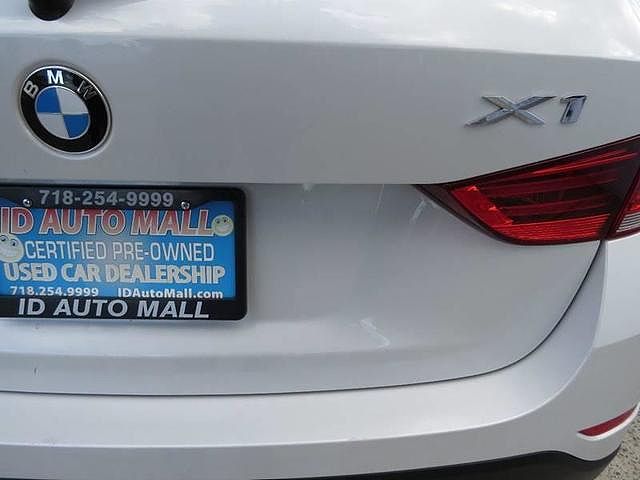 BMW
X1
718-254-9999
ID AUTO MALL
CERTIFIED PRE-OWNED
USED CAR DEALERSHIP
718.254.9999 IDAutoMall.com
ID AUTO MALL